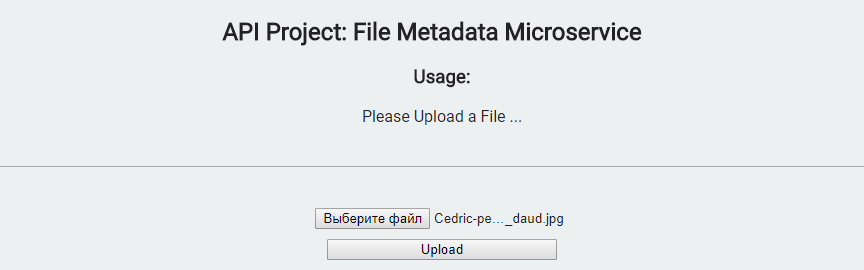 API Project: File Metadata Microservice
Usage:
Please Upload a File ...
Выберите файл Cedric-pe..._daud.jpg
Upload